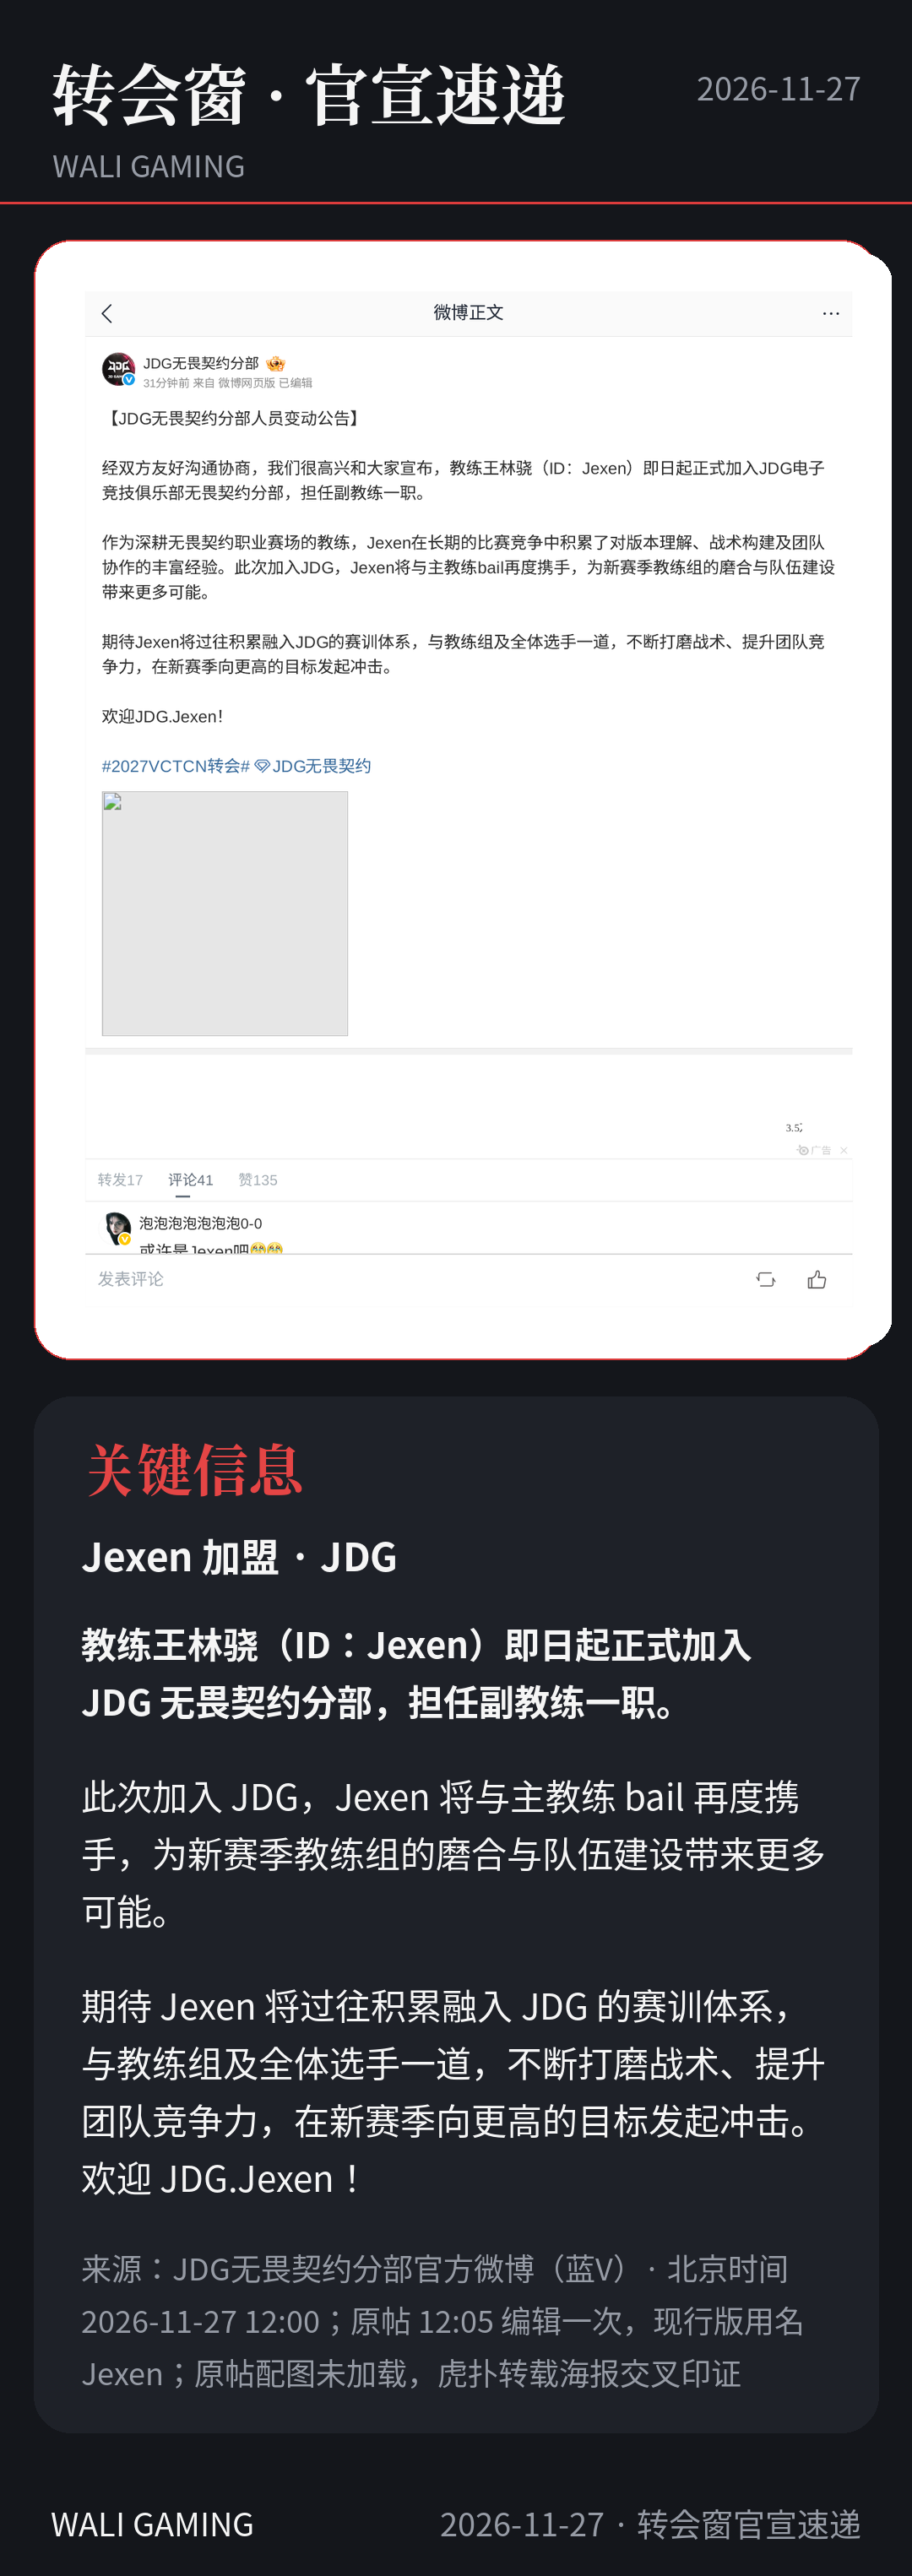 转会窗 · 官宣速递
2026-11-27
WALI GAMING
微博正文
JDG无畏契约分部
31分钟前 来自 微博网页版 已编辑
【JDG无畏契约分部人员变动公告】
经双方友好沟通协商，我们很高兴和大家宣布，教练王林骁（ID：Jexen）即日起正式加入JDG电子
竞技俱乐部无畏契约分部，担任副教练一职。
作为深耕无畏契约职业赛场的教练，Jexen在长期的比赛竞争中积累了对版本理解、战术构建及团队
协作的丰富经验。此次加入JDG，Jexen将与主教练bail再度携手，为新赛季教练组的磨合与队伍建设
带来更多可能。
期待Jexen将过往积累融入JDG的赛训体系，与教练组及全体选手一道，不断打磨战术、提升团队竞
争力，在新赛季向更高的目标发起冲击。
欢迎JDG.Jexen！
#2027VCTCN转会# JDG无畏契约
3.5
广告
转发17 评论41 赞135
泡泡泡泡泡泡泡0-0
或许是Jexen吧
发表评论
关键信息
Jexen 加盟 · JDG
教练王林骁（ID：Jexen）即日起正式加入
JDG 无畏契约分部，担任副教练一职。
此次加入 JDG，Jexen 将与主教练 bail 再度携
手，为新赛季教练组的磨合与队伍建设带来更多
可能。
期待 Jexen 将过往积累融入 JDG 的赛训体系，
与教练组及全体选手一道，不断打磨战术、提升
团队竞争力，在新赛季向更高的目标发起冲击。
欢迎 JDG.Jexen！
来源：JDG无畏契约分部官方微博（蓝V）· 北京时间
2026-11-27 12:00；原帖 12:05 编辑一次，现行版用名
Jexen；原帖配图未加载，虎扑转载海报交叉印证
WALI GAMING
2026-11-27 · 转会窗官宣速递